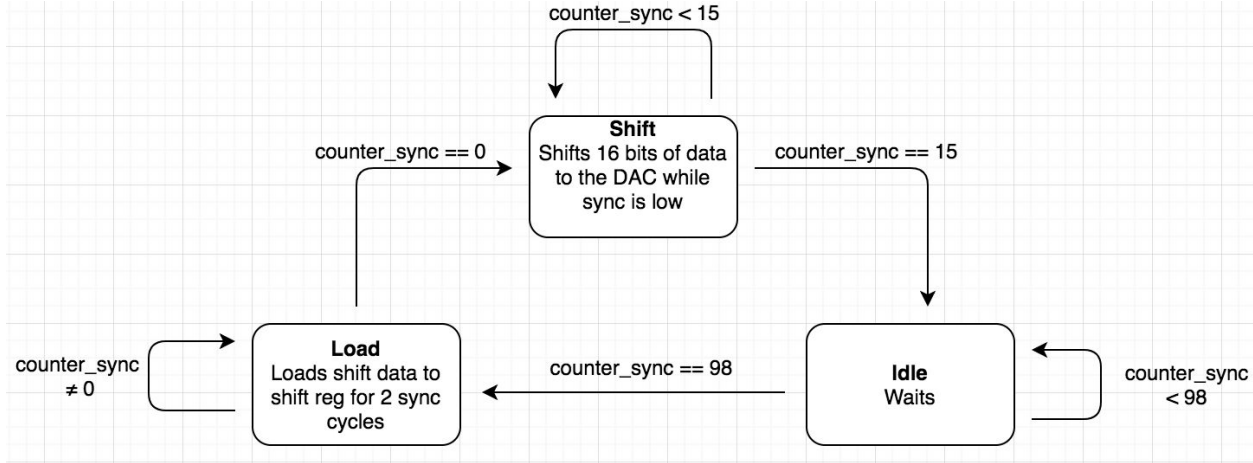 counter_sync < 15
Shift
Shifts 16 bits of data
to the DAC while
sync is low
counter_sync == 0
counter_sync == 15
Load
Loads shift data to
shift reg for 2 sync
cycles
counter_sync
≠ 0
counter_sync == 98
Idle
Waits
counter_sync
< 98